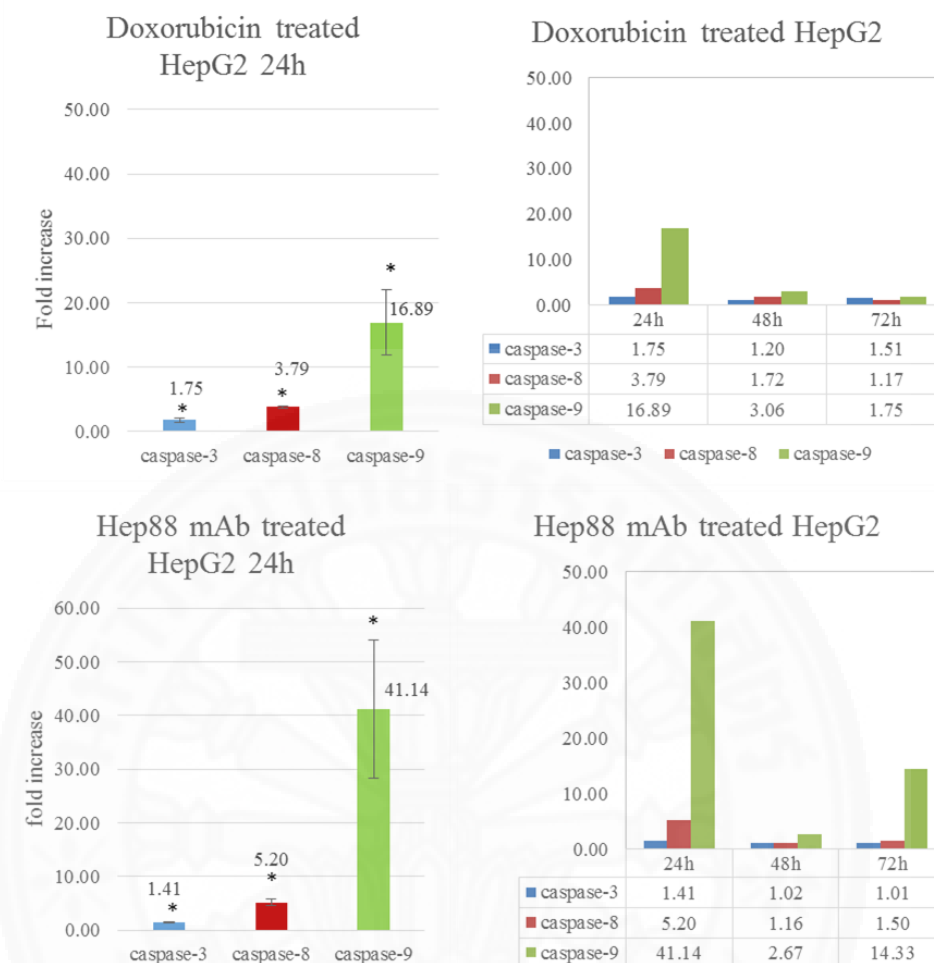 Doxorubicin treated
HepG2 24h
50.00
40.00
30.00
20.00
10.00
0.00
Fold increase
1.75
*
3.79
*
*
16.89
caspase-3 caspase-8 caspase-9
Doxorubicin treated HepG2
50.00
40.00
30.00
20.00
10.00
0.00
24h 48h 72h
caspase-3 1.75 1.20 1.51
caspase-8 3.79 1.72 1.17
caspase-9 16.89 3.06 1.75
caspase-3 caspase-8 caspase-9
Hep88 mAb treated
HepG2 24h
60.00
50.00
40.00
30.00
20.00
10.00
0.00
fold increase
1.41
*
5.20
*
*
41.14
caspase-3 caspase-8 caspase-9
Hep88 mAb treated HepG2
50.00
40.00
30.00
20.00
10.00
0.00
24h 48h 72h
caspase-3 1.41 1.02 1.01
caspase-8 5.20 1.16 1.50
caspase-9 41.14 2.67 14.33